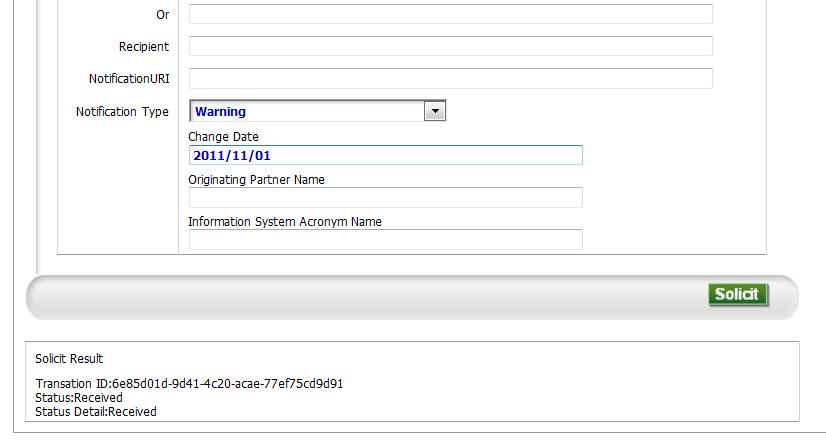 Or
Recipient
NotificationURI
Notification Type Warning
Change Date
2011/11/01
Originating Partner Name
Information System Acronym Name
Solicit
Solicit Result
Transation ID:6e85d01d-9d41-4c20-acae-77ef75cd9d91
Status:Received
Status Detail:Received